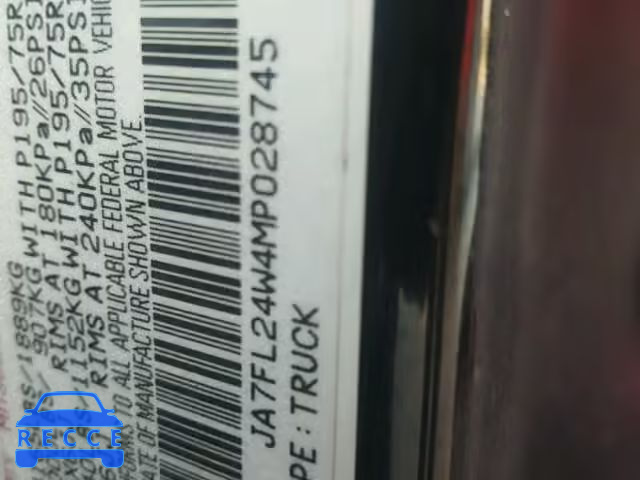 1889KG
907KG WITH P195/75R
RIMS AT 180KPa//26PSI
1152KG WITH P195/75R
RIMS AT 240KPa//35PSI
TO ALL APPLICABLE FEDERAL MOTOR VEHIC
DATE OF MANUFACTURE SHOWN ABOVE.
JA7FL24W4MP028745
PE: TRUCK
RECCE